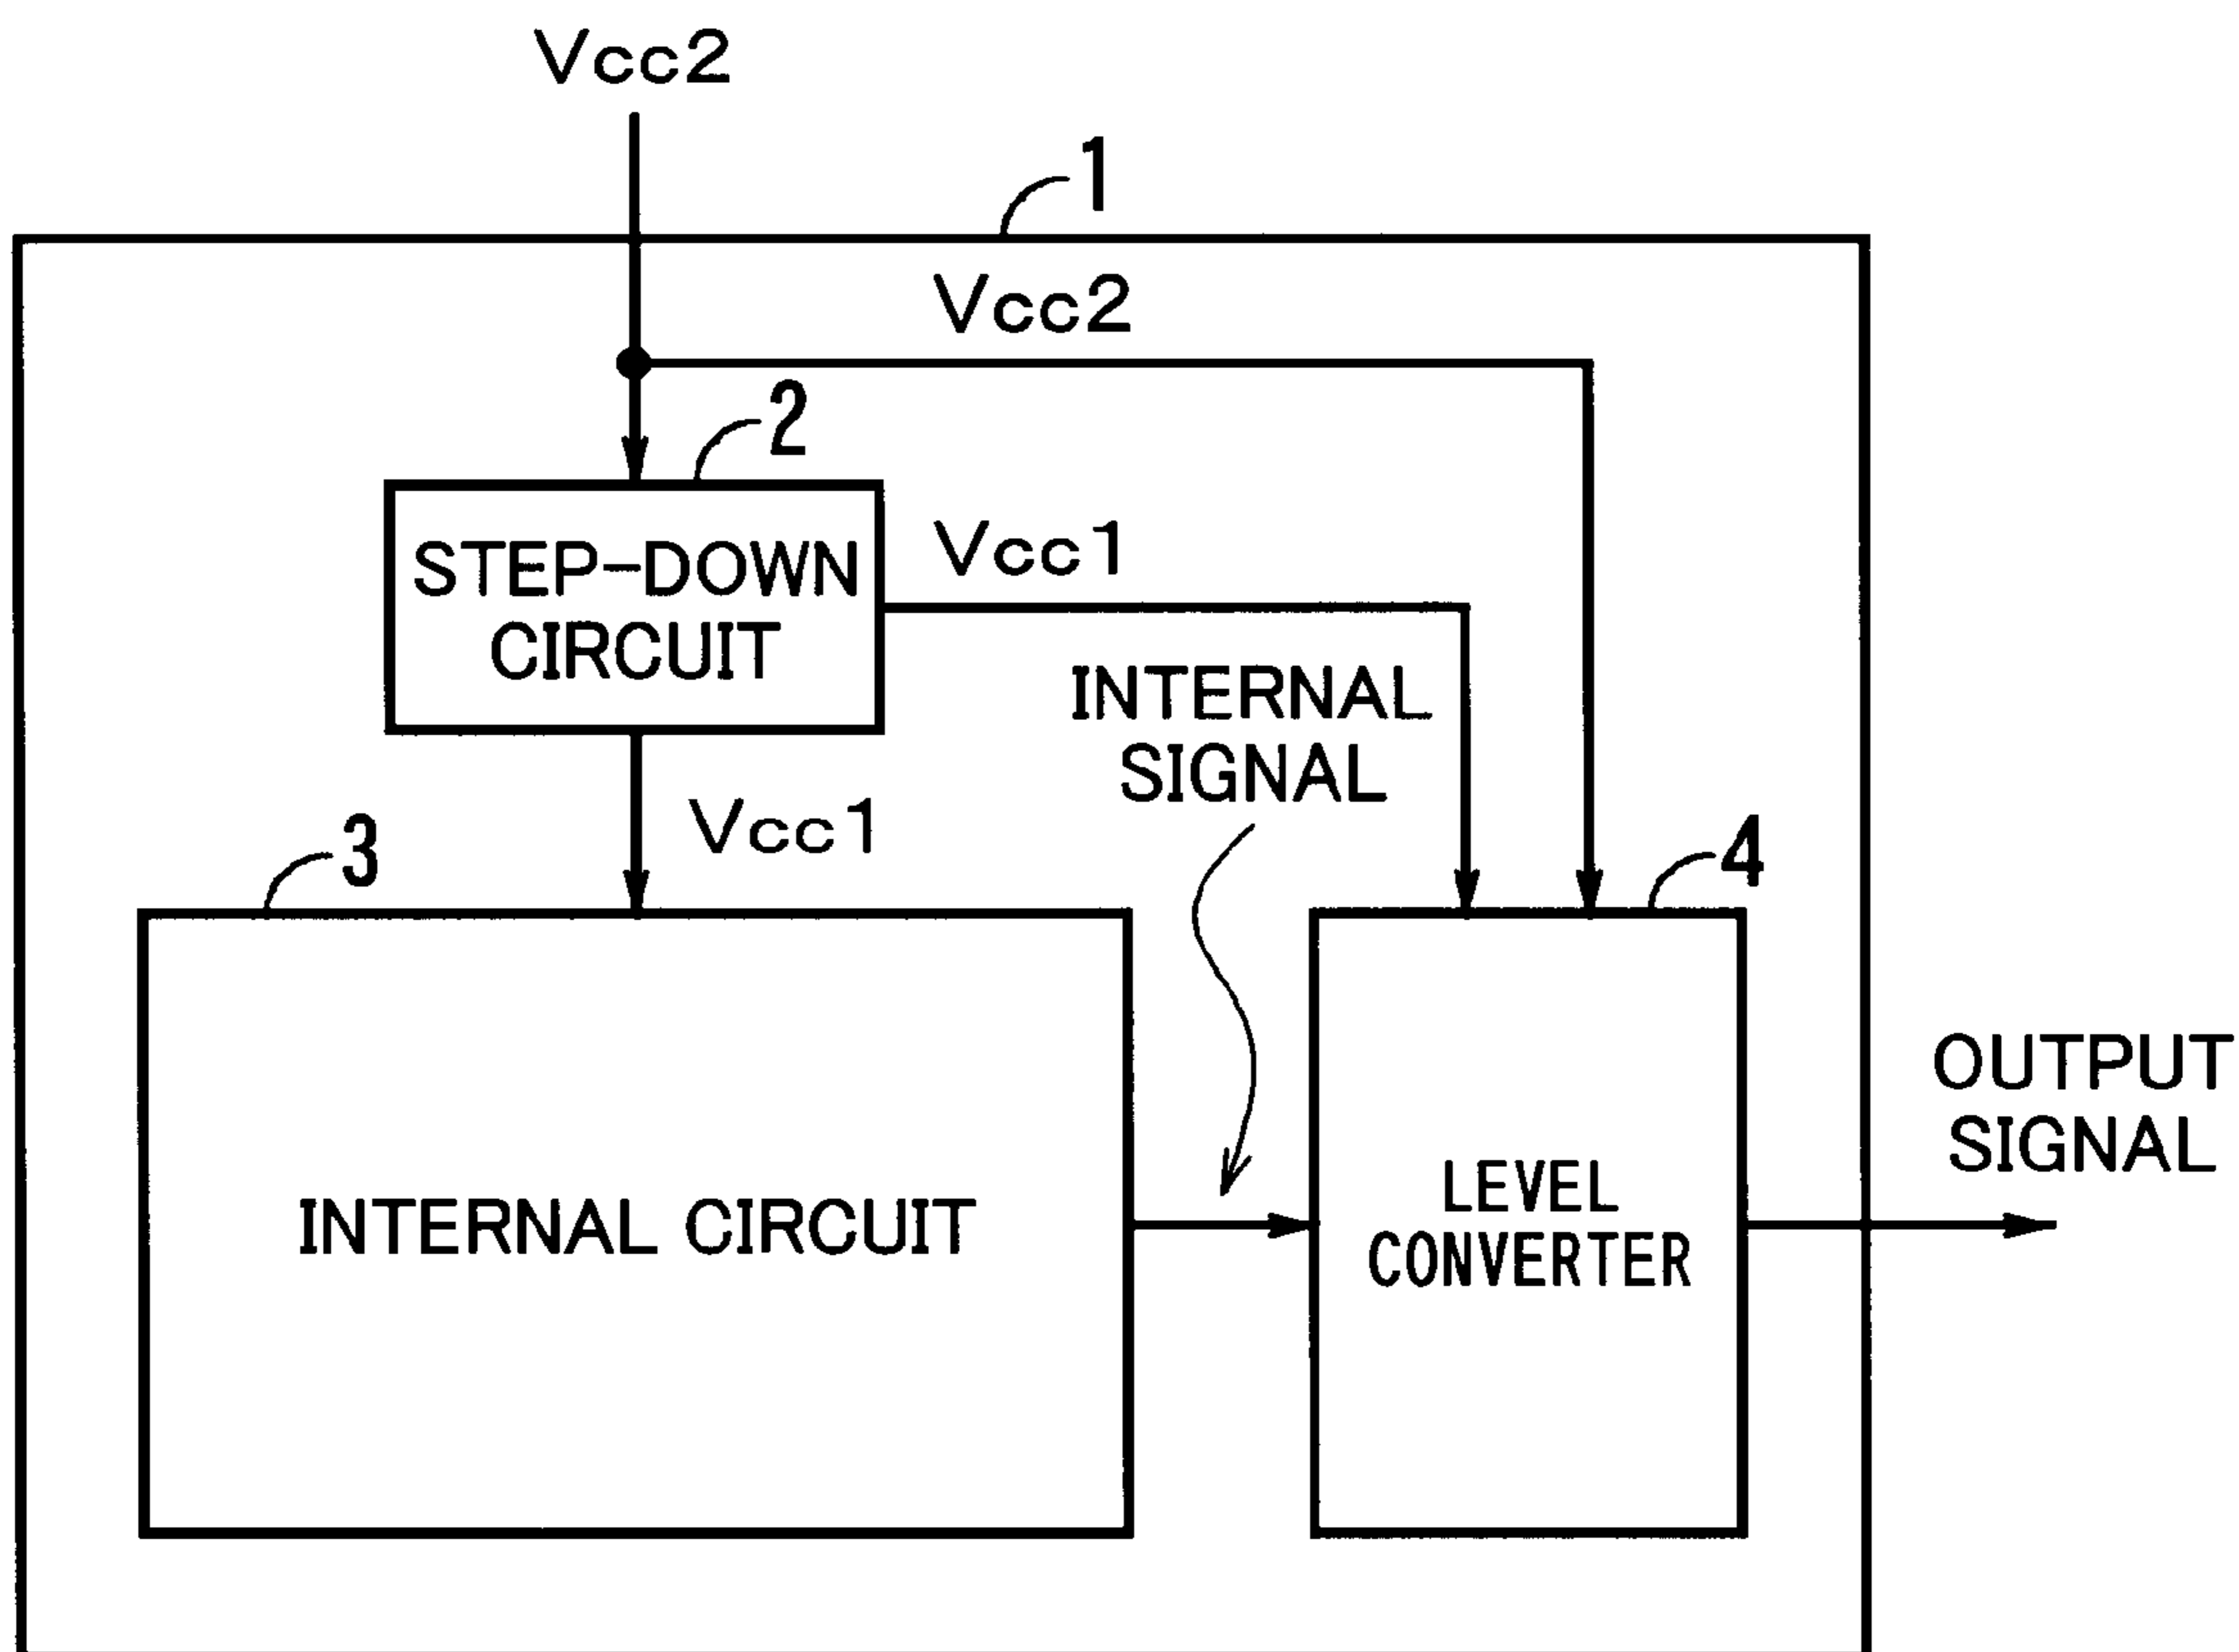 Vcc2
1
Vcc2
2
STEP-DOWN
CIRCUIT
Vcc1
INTERNAL
SIGNAL
Vcc1
3
4
INTERNAL CIRCUIT
LEVEL
CONVERTER
OUTPUT
SIGNAL